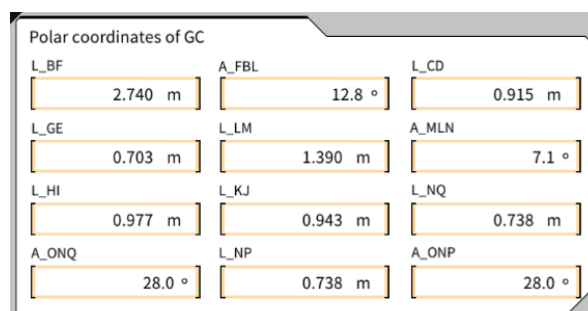 Polar coordinates of GC
L_BF A_FBL L_CD
2.740 m 12.8 º 0.915 m
L_GE L_LM A_MLN
0.703 m 1.390 m 7.1 º
L_HI L_KJ L_NQ
0.977 m 0.943 m 0.738 m
A_ONQ L_NP A_ONP
28.0 º 0.738 m 28.0 º